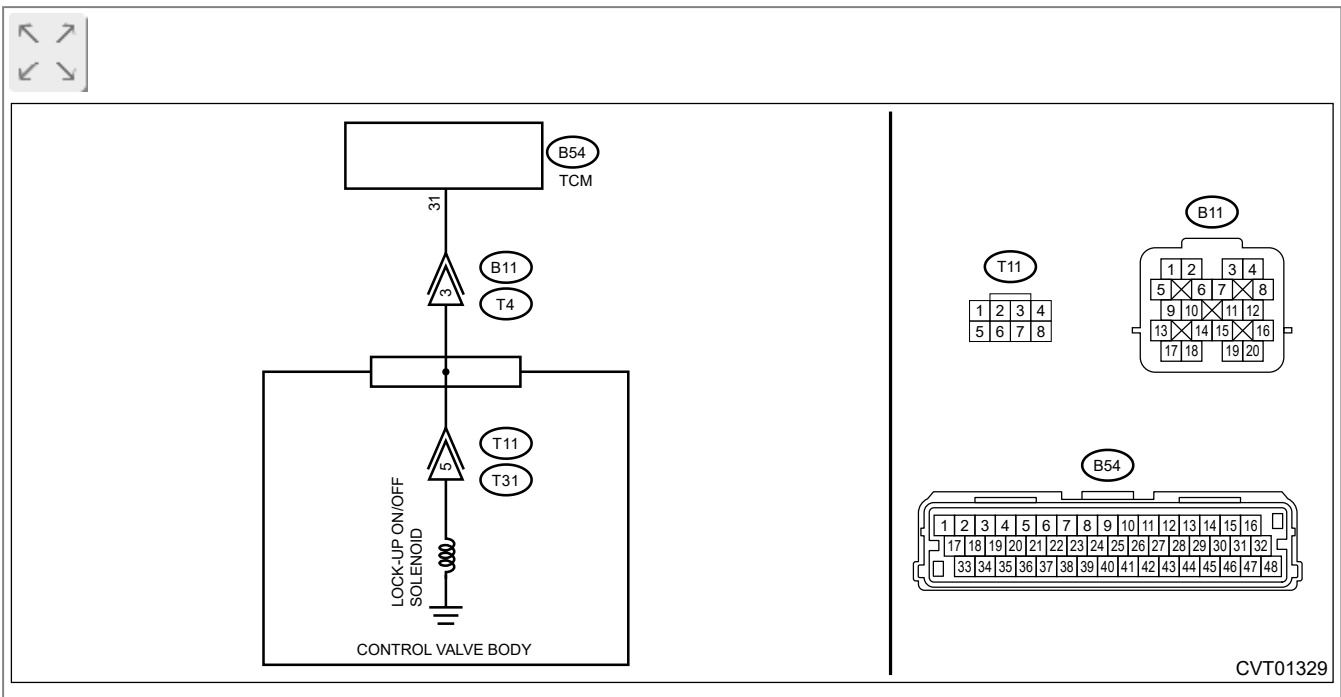 B54
TCM
31
B11
3
T4
T11
5
T31
LOCK-UP ON/OFF
SOLENOID
CONTROL VALVE BODY
T11
1 2 3 4
5 6 7 8
B11
1 2 3 4
5 6 7 8
9 10 11 12
13 14 15 16
17 18 19 20
B54
1 2 3 4 5 6 7 8 9 10 11 12 13 14 15 16
17 18 19 20 21 22 23 24 25 26 27 28 29 30 31 32
33 34 35 36 37 38 39 40 41 42 43 44 45 46 47 48
CVT01329